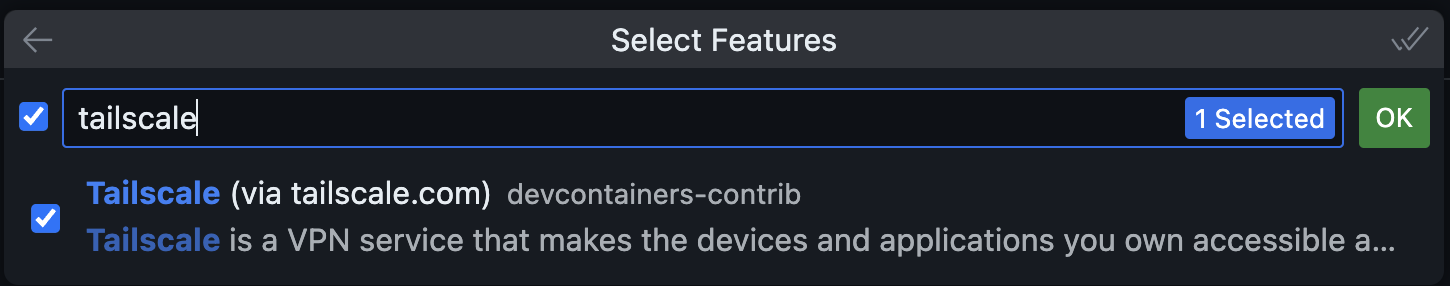 Select Features
tailscale 1 Selected OK
Tailscale (via tailscale.com) devcontainers-contrib
Tailscale is a VPN service that makes the devices and applications you own accessible a...